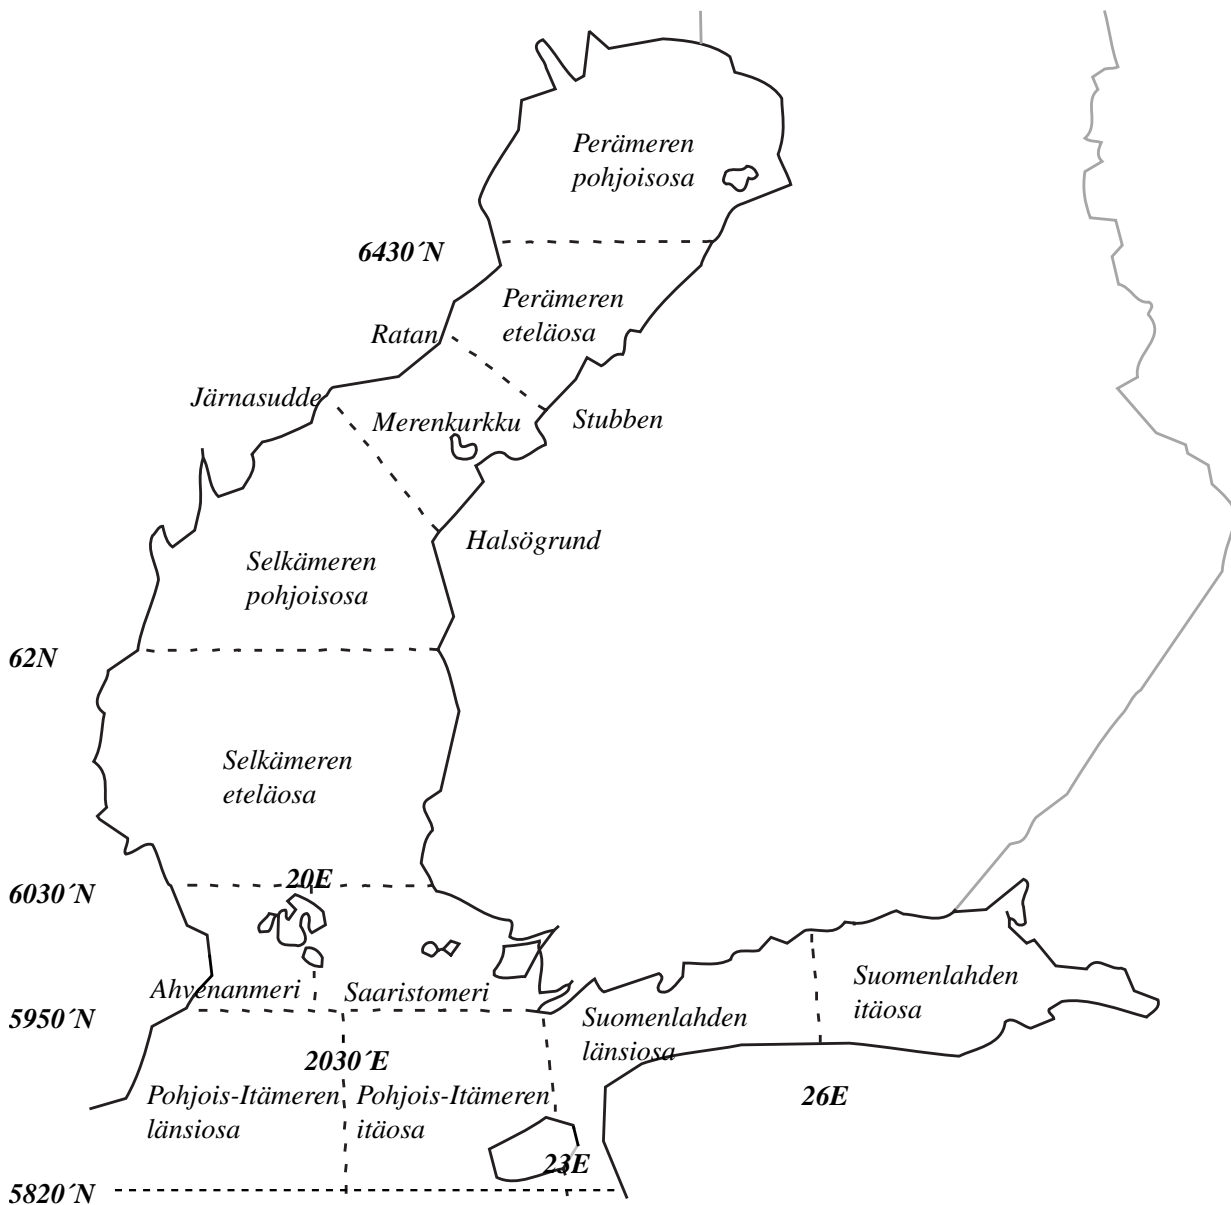 Perämeren
pohjoisosa
6430´N
Perämeren
eteläosa
Ratan
Järnasudde
Merenkurkku
Stubben
Halsögrund
Selkämeren
pohjoisosa
62N
Selkämeren
eteläosa
20E
6030´N
Ahvenanmeri
Saaristomeri
Suomenlahden
itäosa
5950´N
Suomenlahden
länsiosa
2030´E
26E
Pohjois-Itämeren
länsiosa
Pohjois-Itämeren
itäosa
23E
5820´N